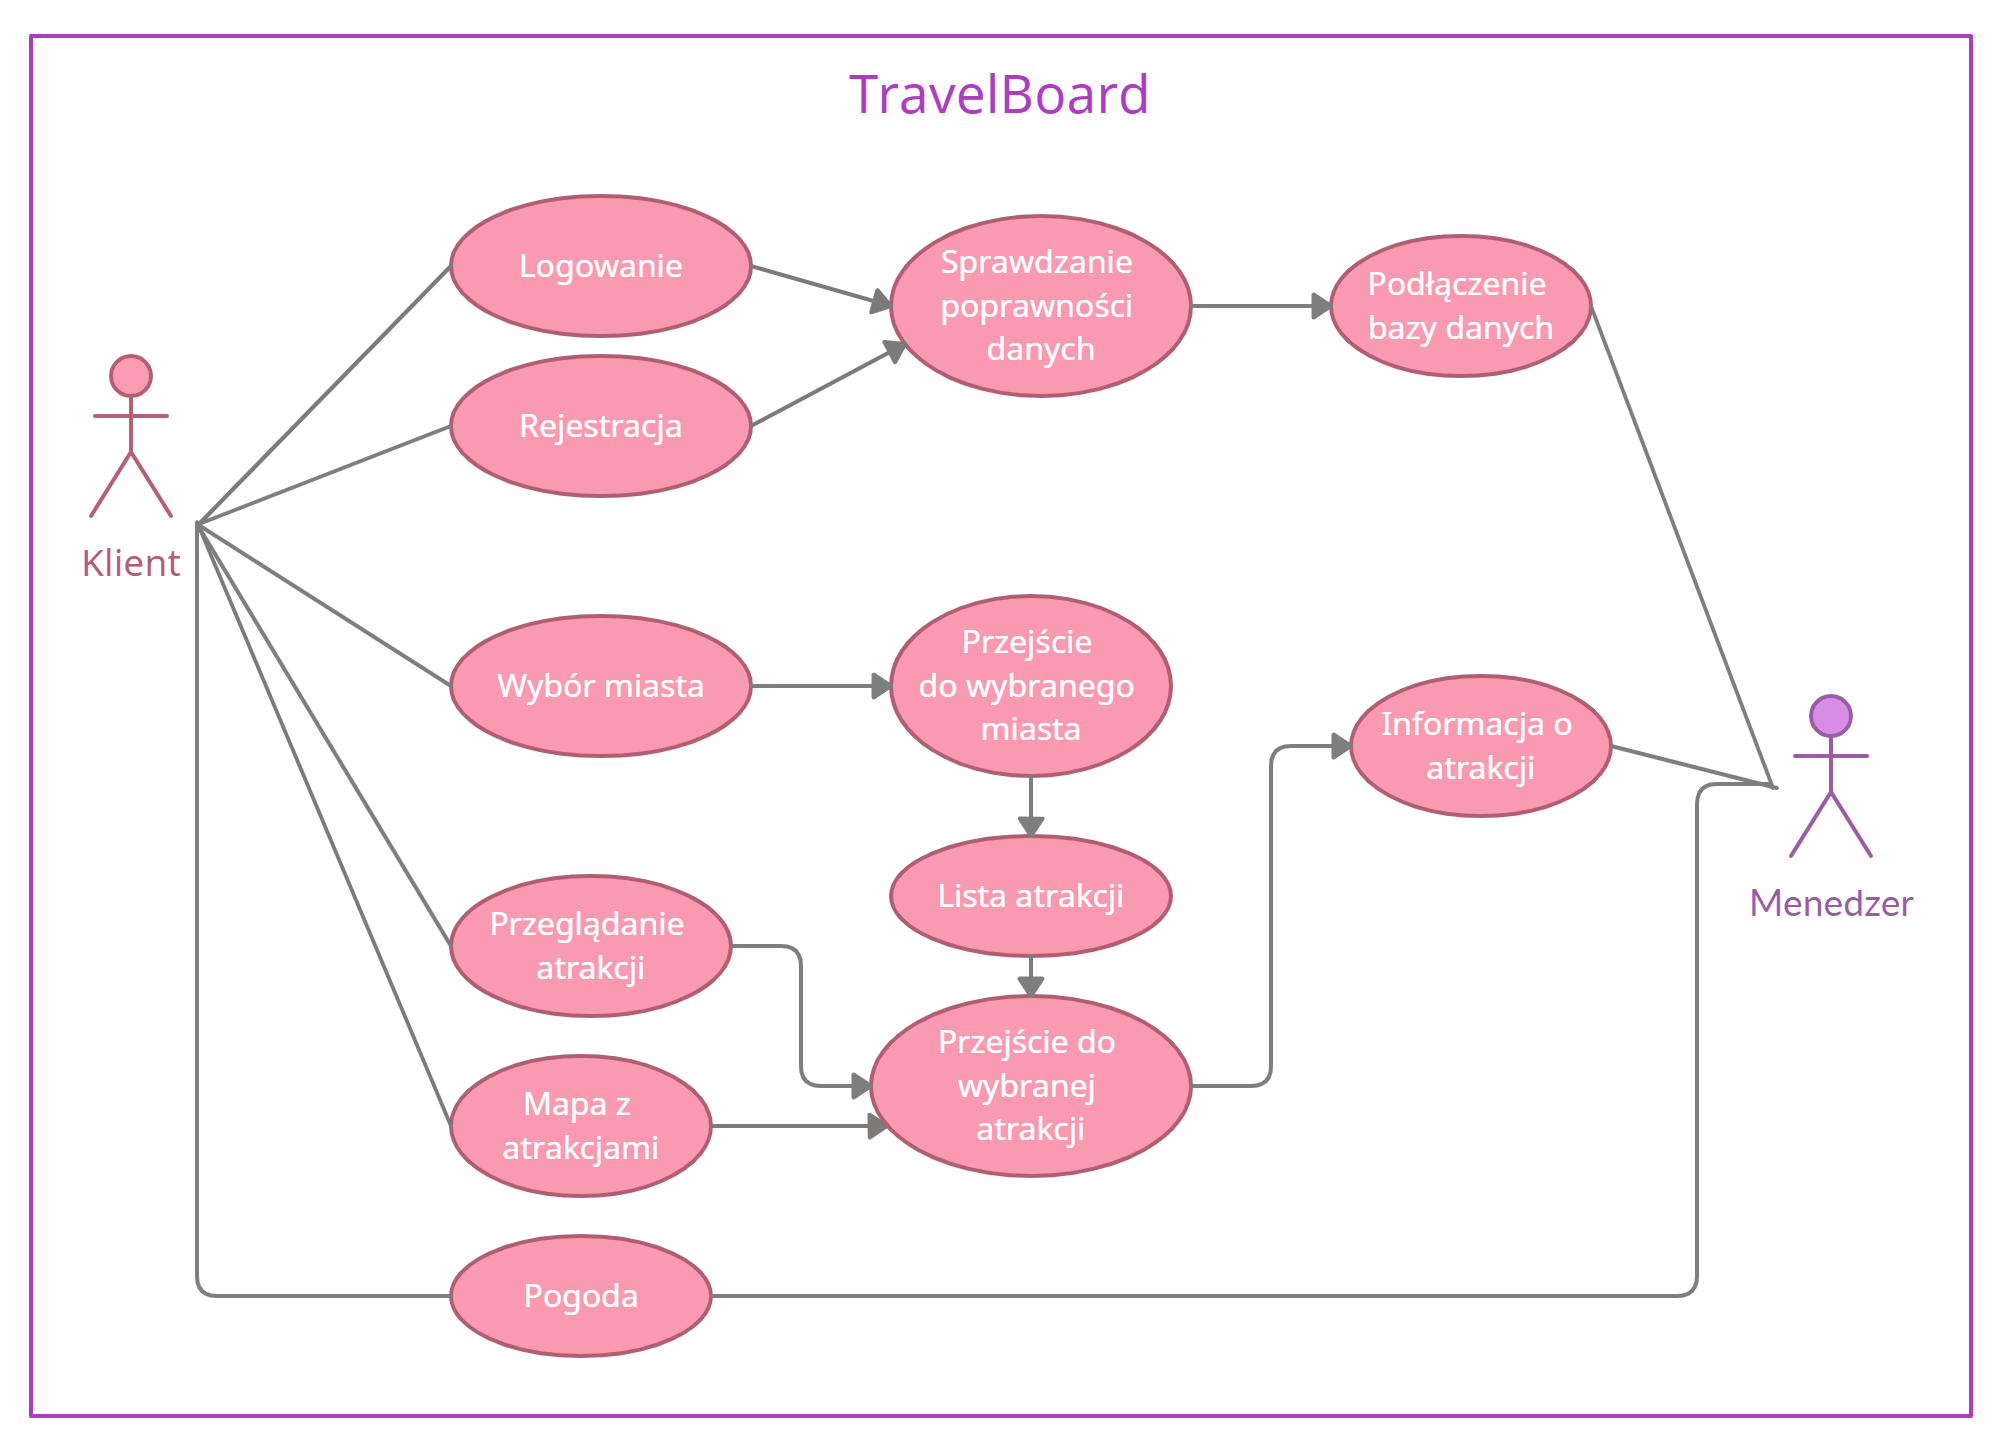 TravelBoard
Logowanie
Sprawdzanie
poprawności
danych
Podłączenie
bazy danych
Rejestracja
Klient
Wybór miasta
Przejście
do wybranego
miasta
Informacja o
atrakcji
Menedzer
Lista atrakcji
Przeglądanie
atrakcji
Przejście do
wybranej
atrakcji
Mapa z
atrakcjami
Pogoda